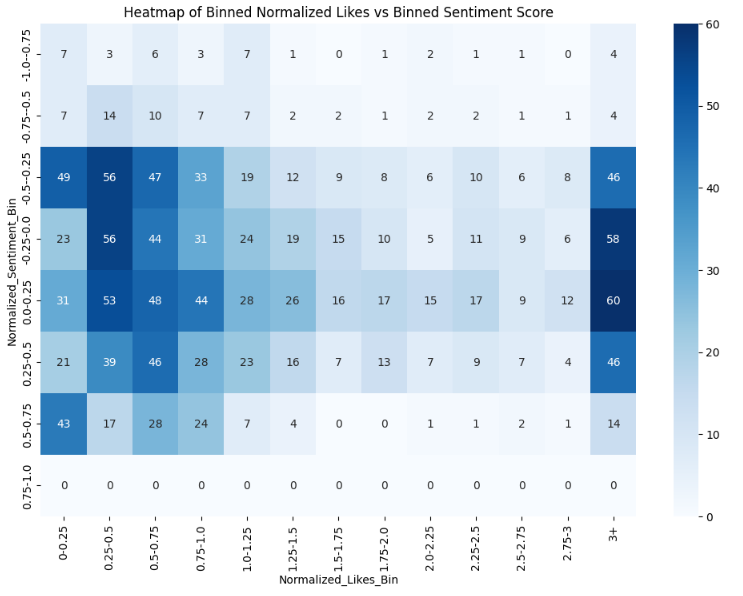 Heatmap of Binned Normalized Likes vs Binned Sentiment Score
Normalized_Sentiment_Bin
-1.0--0.75 7 3 6 3 7 1 0 1 2 1 1 0 4
-0.75--0.5 7 14 10 7 7 2 2 1 2 2 1 1 4
-0.5--0.25 49 56 47 33 19 12 9 8 6 10 6 8 46
-0.25-0.0 23 56 44 31 24 19 15 10 5 11 9 6 58
0.0-0.25 31 53 48 44 28 26 16 17 15 17 9 12 60
0.25-0.5 21 39 46 28 23 16 7 13 7 9 7 4 46
0.5-0.75 43 17 28 24 7 4 0 0 1 1 2 1 14
0.75-1.0 0 0 0 0 0 0 0 0 0 0 0 0 0
0-0.25 0.25-0.5 0.5-0.75 0.75-1.0 1.0-1.25 1.25-1.5 1.5-1.75 1.75-2.0 2.0-2.25 2.25-2.5 2.5-2.75 2.75-3 3+
Normalized_Likes_Bin
60
50
40
30
20
10
0